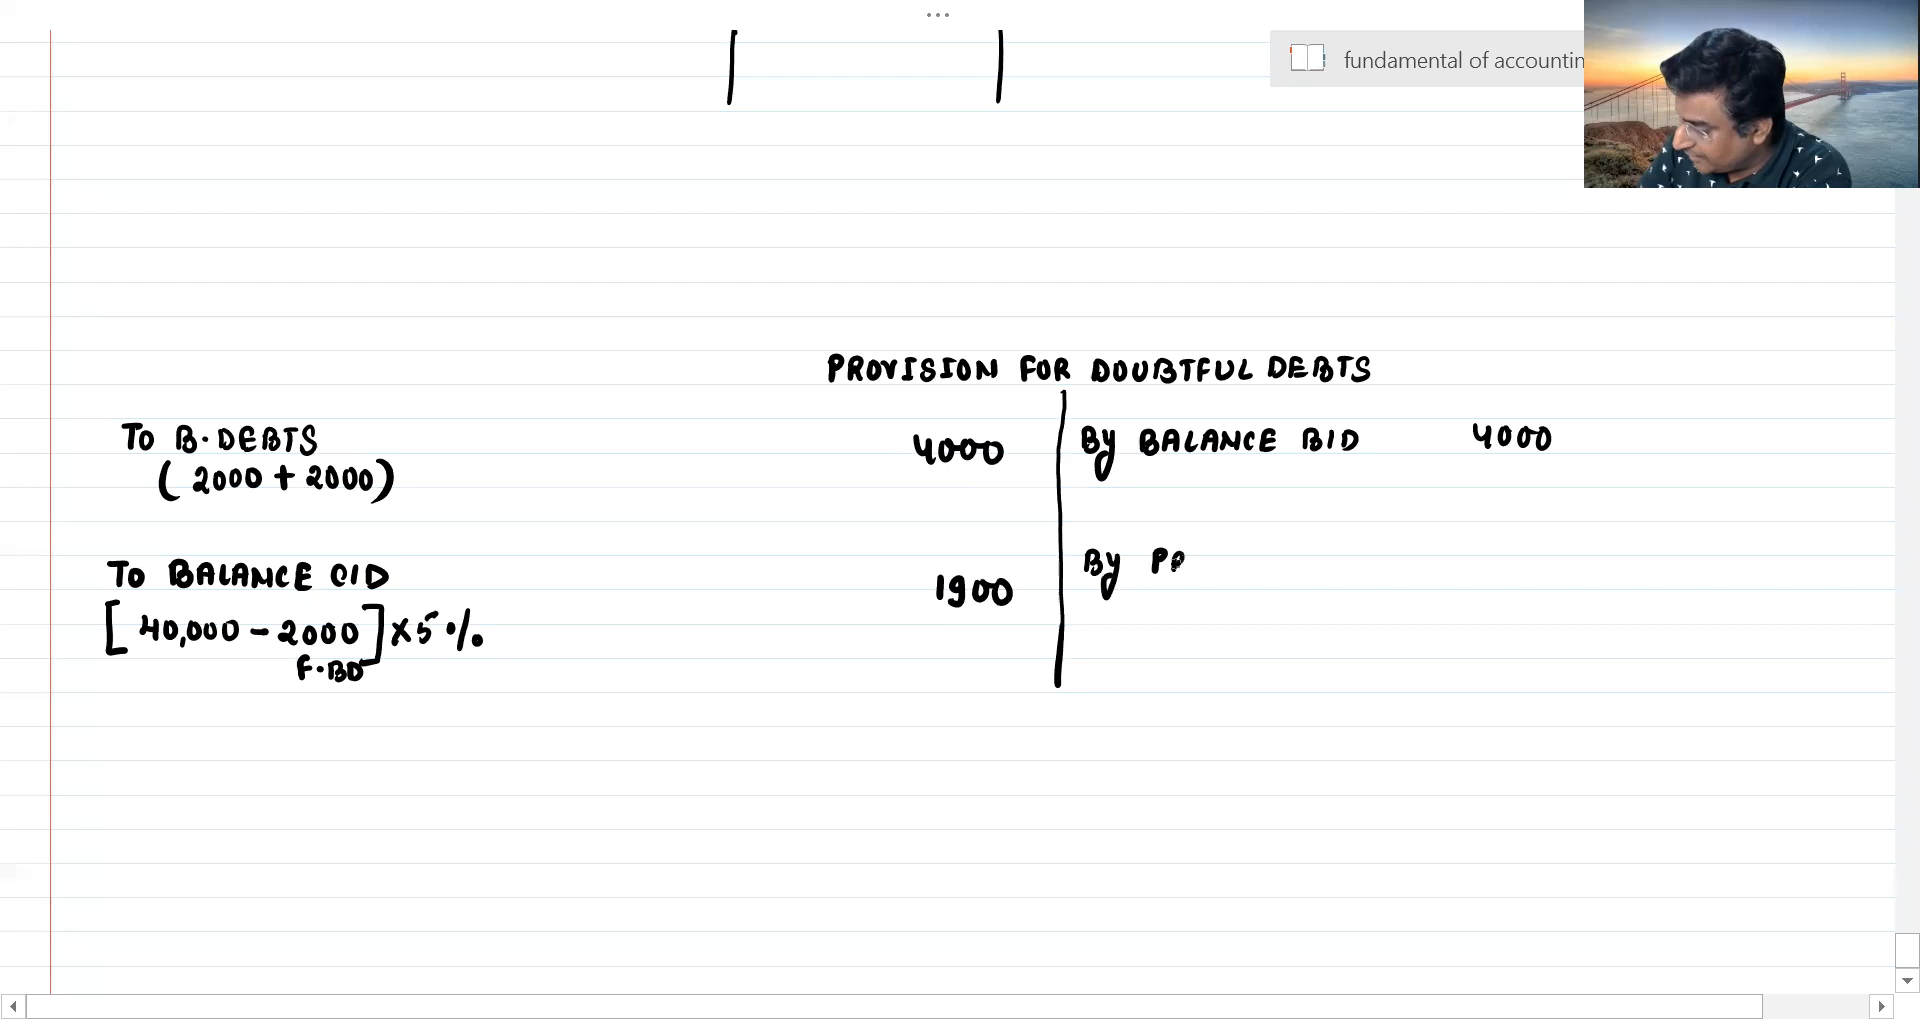 fundamental of accountin
PROVISION FOR DOUBTFUL DEBTS
To B. DEBTS 4000 By BALANCE B/D 4000
(2000 + 2000)
To BALANCE C/D 1900 By
[40,000 - 2000] X 5%
F. BD